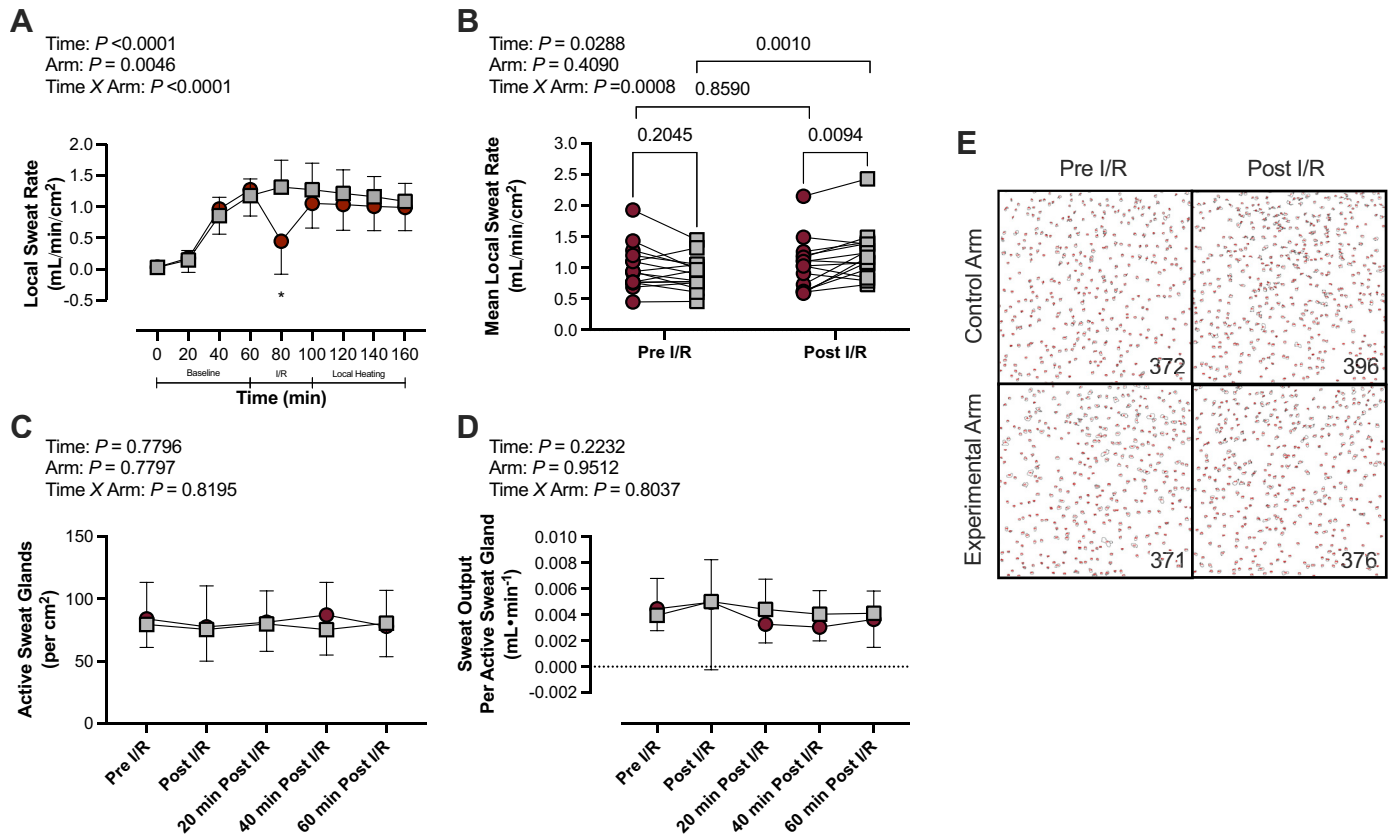 A
Time: P <0.0001
Arm: P = 0.0046
Time X Arm: P <0.0001
Local Sweat Rate
(mL/min/cm²)
2.0
1.5
1.0
0.5
0.0
-0.5
*
0 20 40 60 80 100 120 140 160
Baseline I/R Local Heating
Time (min)
B
Time: P = 0.0288
Arm: P = 0.4090
Time X Arm: P =0.0008
0.0010
0.8590
0.2045
0.0094
Mean Local Sweat Rate
(mL/min/cm²)
3.0
2.5
2.0
1.5
1.0
0.5
0.0
Pre I/R Post I/R
C
Time: P = 0.7796
Arm: P = 0.7797
Time X Arm: P = 0.8195
Active Sweat Glands
(per cm²)
150
100
50
0
Pre I/R
Post I/R
20 min Post I/R
40 min Post I/R
60 min Post I/R
D
Time: P = 0.2232
Arm: P = 0.9512
Time X Arm: P = 0.8037
Sweat Output
Per Active Sweat Gland
(mL•min⁻¹)
0.010
0.008
0.006
0.004
0.002
0.000
-0.002
Pre I/R
Post I/R
20 min Post I/R
40 min Post I/R
60 min Post I/R
E
Pre I/R Post I/R
Control Arm
372 396
Experimental Arm
371 376